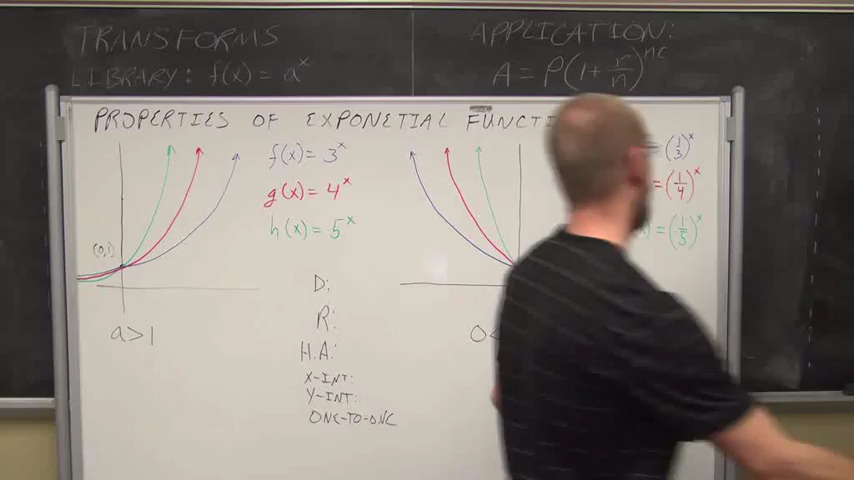 TRANSFORMS
LIBRARY: f(x) = a^x
APPLICATION:
A = P(1 + r/n)^nt
PROPERTIES OF EXPONETIAL FUNCTI
f(x) = 3^x
g(x) = 4^x
h(x) = 5^x
(0,1)
a>1
D:
R:
H.A:
X-INT:
Y-INT:
ONE-TO-ONE
0<
= (1/3)^x
= (1/4)^x
) = (1/5)^x